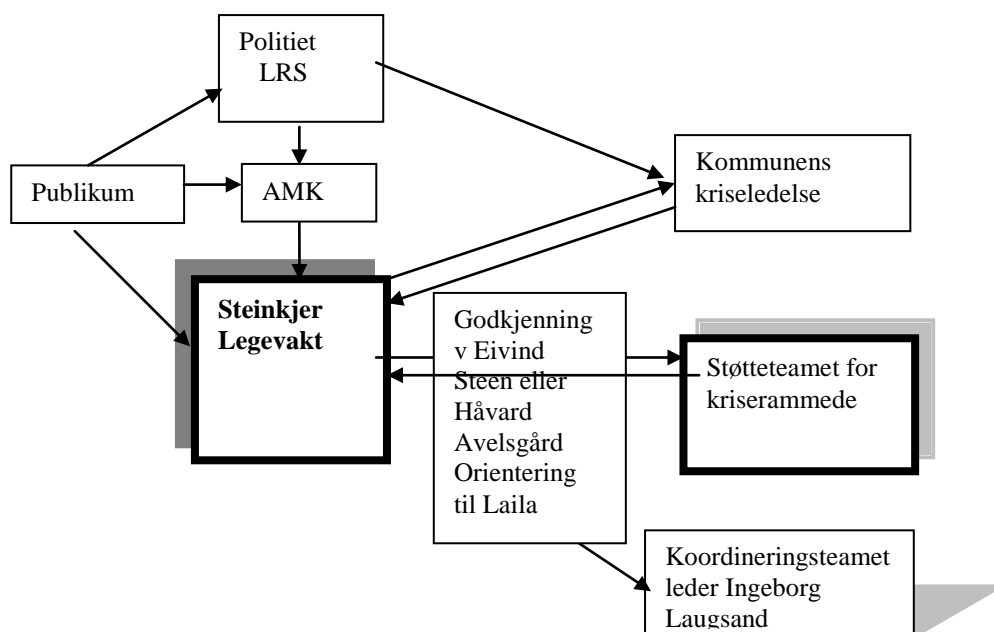 Politiet
LRS
Publikum
AMK
Kommunens
kriseledelse
Steinkjer
Legevakt
Godkjenning
v Eivind
Steen eller
Håvard
Avelsgård
Orientering
til Laila
Støtteteamet for
kriserammede
Koordineringsteamet
leder Ingeborg
Laugsand